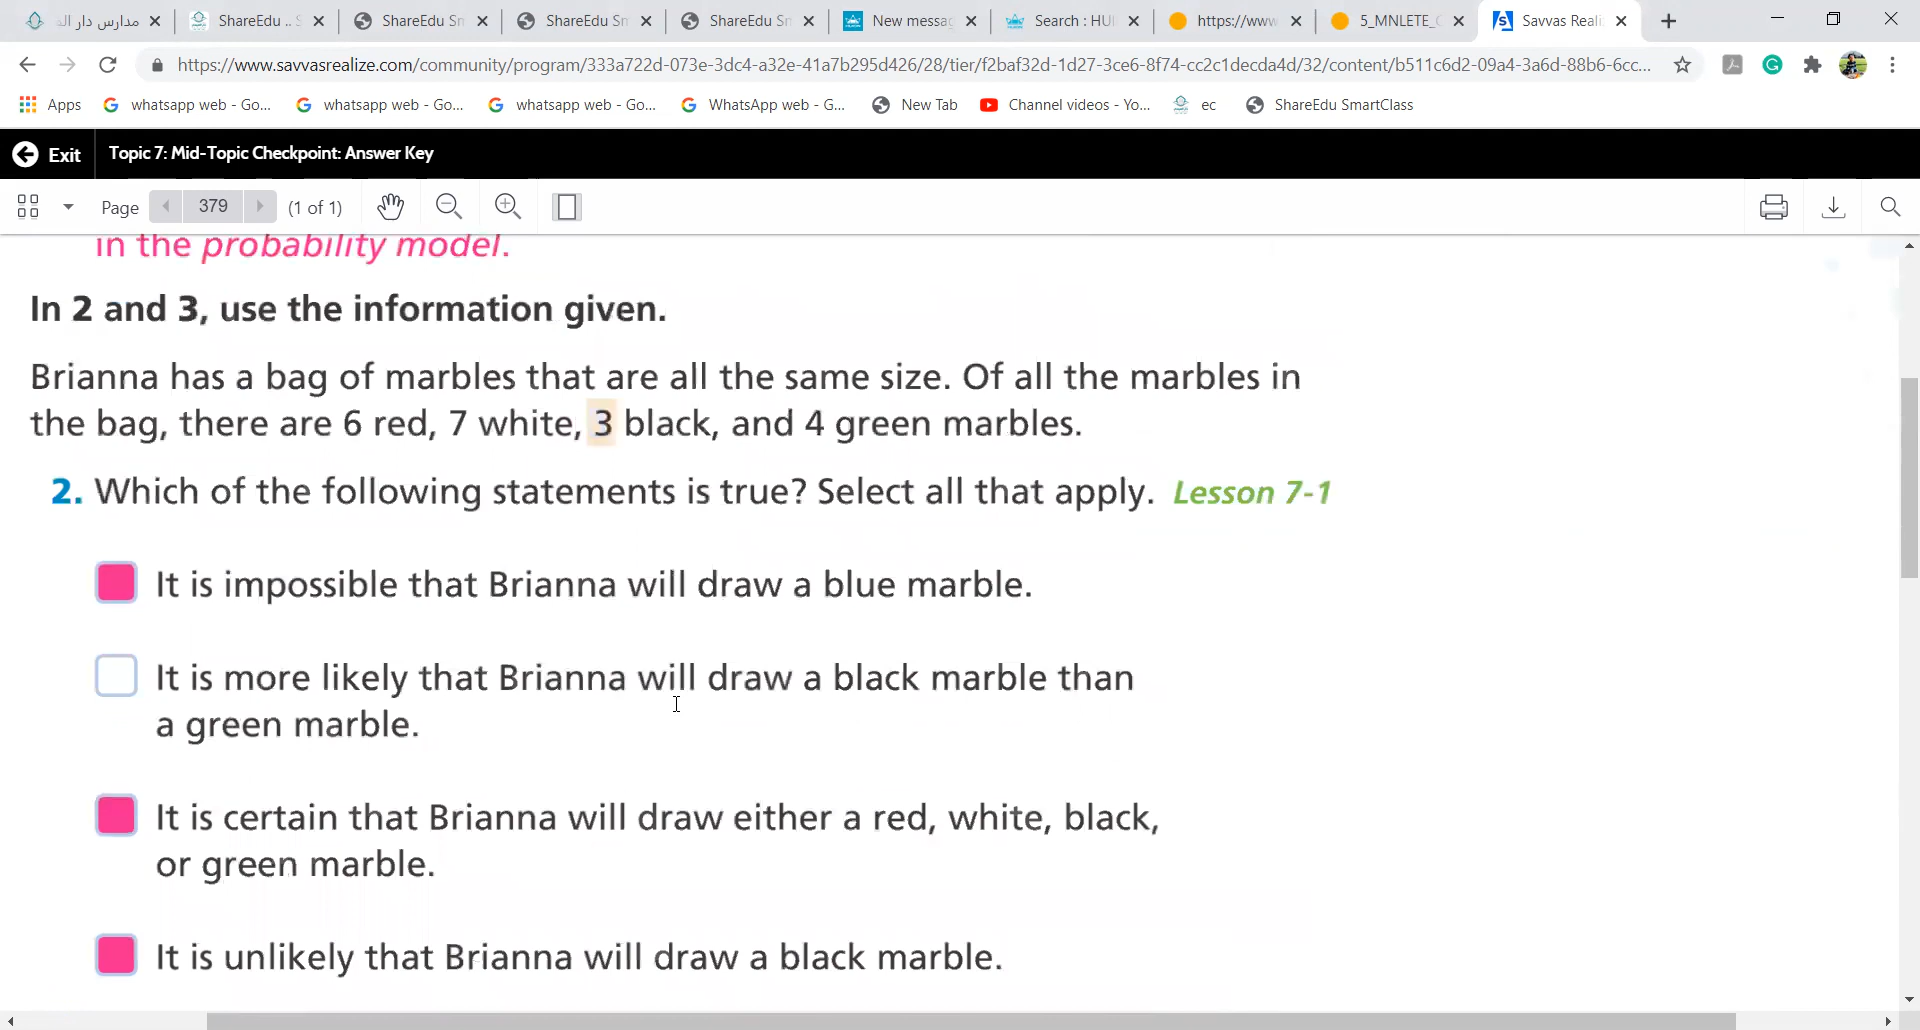 مدارس دار الم
ShareEdu .. S
ShareEdu Sm
ShareEdu Sm
ShareEdu Sm
New messag
Search : HUI
https://www
5_MNLETE_C
Savvas Reali
https://www.savvasrealize.com/community/program/333a722d-073e-3dc4-a32e-41a7b295d426/28/tier/f2baf32d-1d27-3ce6-8f74-cc2c1decda4d/32/content/b511c6d2-09a4-3a6d-88b6-6cc...
Apps
whatsapp web - Go...
whatsapp web - Go...
whatsapp web - Go...
WhatsApp web - G...
New Tab
Channel videos - Yo...
ec
ShareEdu SmartClass
Exit
Topic 7: Mid-Topic Checkpoint: Answer Key
Page 379 (1 of 1)
in the probability model.
In 2 and 3, use the information given.
Brianna has a bag of marbles that are all the same size. Of all the marbles in
the bag, there are 6 red, 7 white, 3 black, and 4 green marbles.
2. Which of the following statements is true? Select all that apply. Lesson 7-1
It is impossible that Brianna will draw a blue marble.
It is more likely that Brianna will draw a black marble than
a green marble.
It is certain that Brianna will draw either a red, white, black,
or green marble.
It is unlikely that Brianna will draw a black marble.